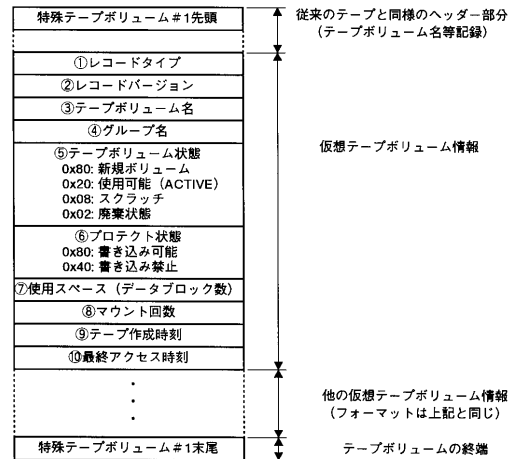 特殊テープボリューム#1先頭
従来のテープと同様のヘッダー部分
(テープボリューム名等記録)
①レコードタイプ
②レコードバージョン
③テープボリューム名
④グループ名
⑤テープボリューム状態
0x80: 新規ボリューム
0x20: 使用可能(ACTIVE)
0x08: スクラッチ
0x02: 廃棄状態
仮想テープボリューム情報
⑥プロテクト状態
0x80: 書き込み可能
0x40: 書き込み禁止
⑦使用スペース(データブロック数)
⑧マウント回数
⑨テープ作成時刻
⑩最終アクセス時刻
他の仮想テープボリューム情報
(フォーマットは上記と同じ)
特殊テープボリューム#1末尾
テープボリュームの終端